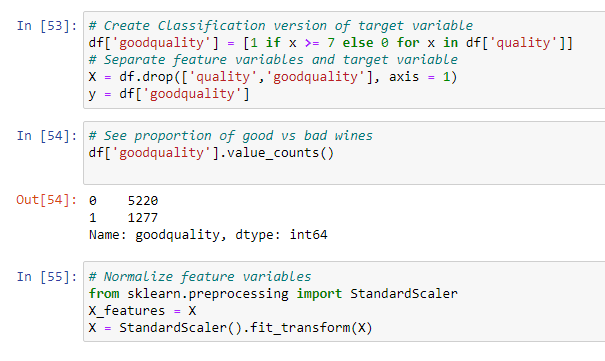 In [53]: # Create Classification version of target variable
df['goodquality'] = [1 if x >= 7 else 0 for x in df['quality']]
# Separate feature variables and target variable
X = df.drop(['quality','goodquality'], axis = 1)
y = df['goodquality']
In [54]: # See proportion of good vs bad wines
df['goodquality'].value_counts()
Out[54]: 0    5220
1    1277
Name: goodquality, dtype: int64
In [55]: # Normalize feature variables
from sklearn.preprocessing import StandardScaler
X_features = X
X = StandardScaler().fit_transform(X)